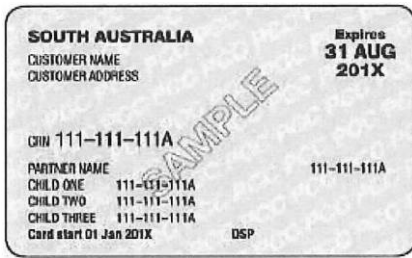 SOUTH AUSTRALIA
Expires
31 AUG
201X
CUSTOMER NAME
CUSTOMER ADDRESS
SAMPLE
CRN 111-111-111A
PARTNER NAME 111-111-111A
CHILD ONE 111-111-111A
CHILD TWO 111-111-111A
CHILD THREE 111-111-111A
Card start 01 Jan 201X DSP